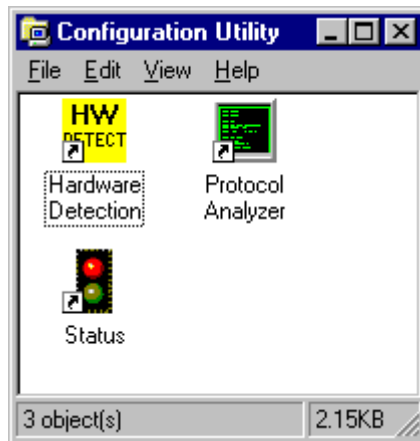 Configuration Utility
File Edit View Help
HW
DETECT
Hardware
Detection
Protocol
Analyzer
Status
3 object(s) 2.15KB